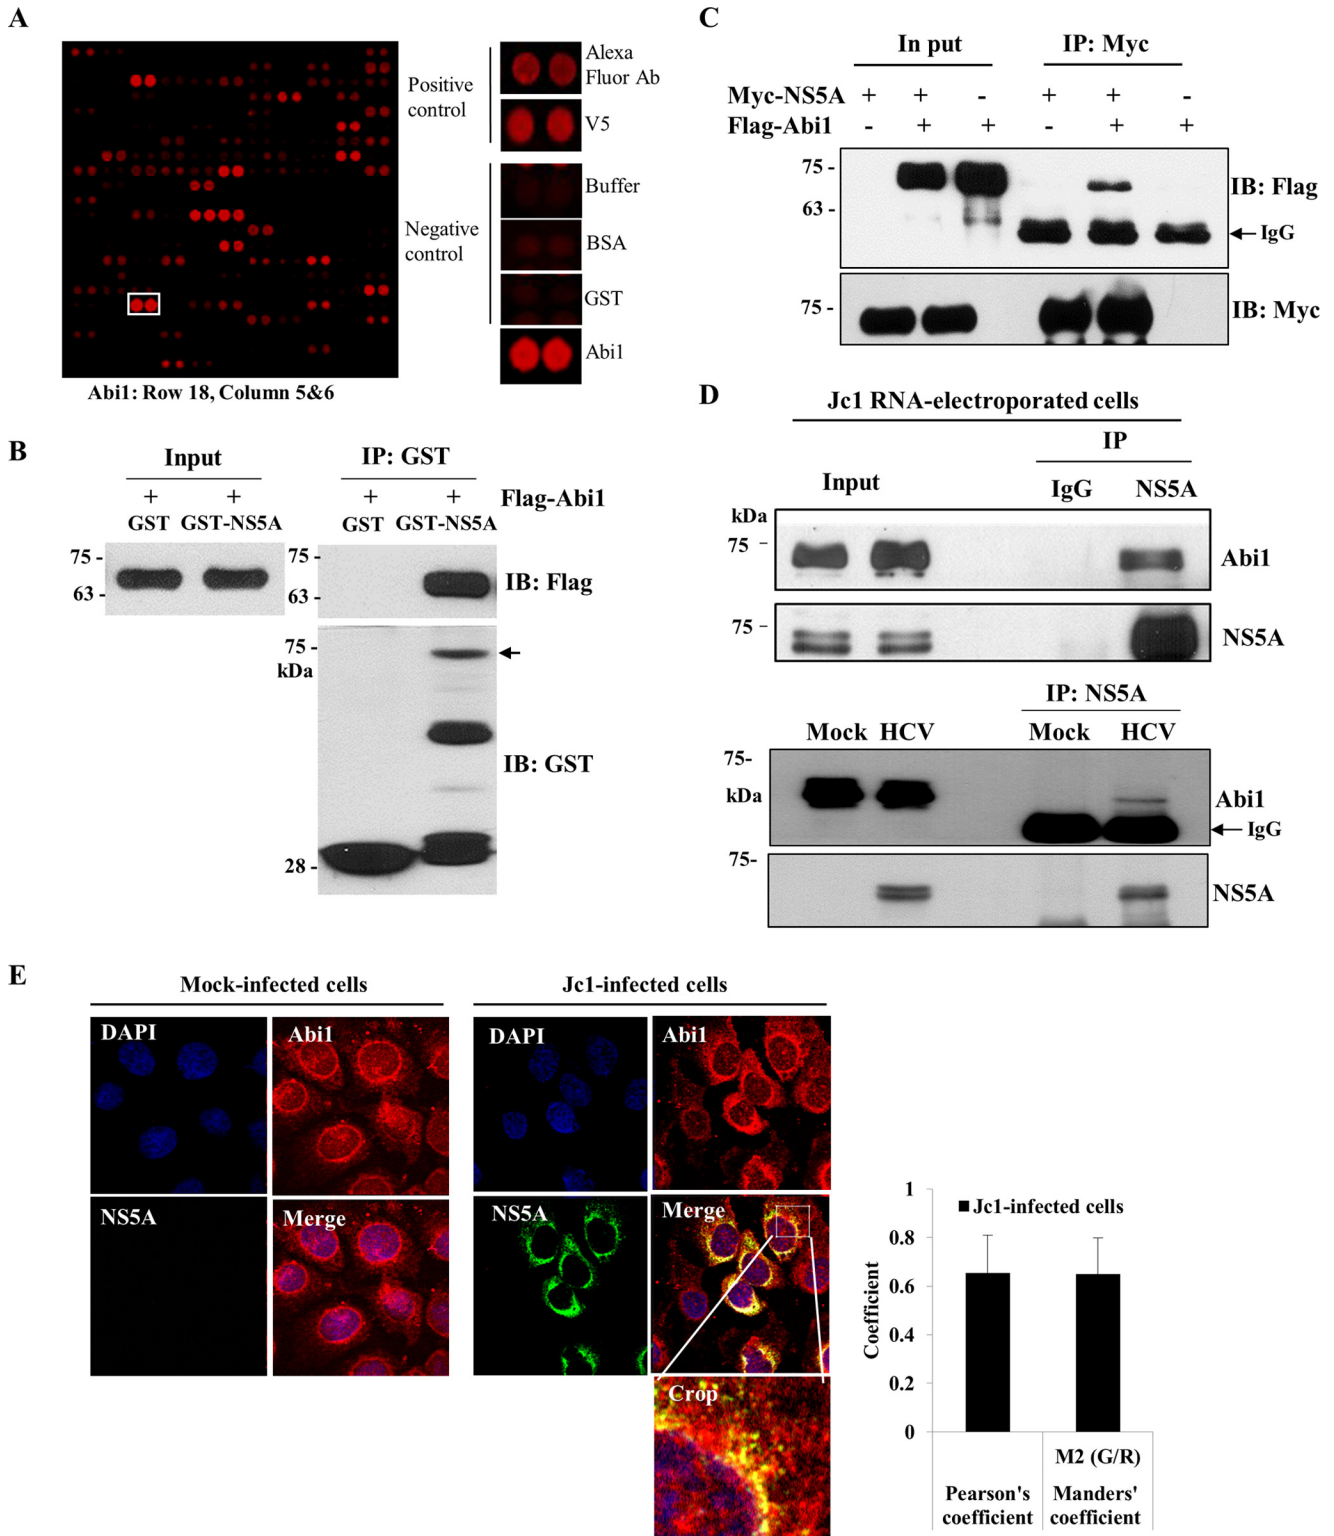 A
Positive
control
Negative
control
Alexa
Fluor Ab
V5
Buffer
BSA
GST
Abi1
Abi1: Row 18, Column 5&6
B
Input
IP: GST
+ + + + Flag-Abi1
GST GST-NS5A GST GST-NS5A
75 -
63 -
75 -
63 -
IB: Flag
75 -
kDa
28 -
IB: GST
C
In put
IP: Myc
Myc-NS5A + + - + + -
Flag-Abi1 - + + - + +
75 -
63 -
IB: Flag
IgG
75 -
IB: Myc
D
Jc1 RNA-electroporated cells
IP
Input
IgG NS5A
kDa
75 -
Abi1
75 -
NS5A
IP: NS5A
Mock HCV Mock HCV
75-
kDa
Abi1
IgG
75-
NS5A
E
Mock-infected cells
Jc1-infected cells
DAPI Abi1 DAPI Abi1
NS5A Merge NS5A Merge
Crop
Coefficient
1
0.8
0.6
0.4
0.2
0
Jc1-infected cells
M2 (G/R)
Pearson's
coefficient
Manders'
coefficient